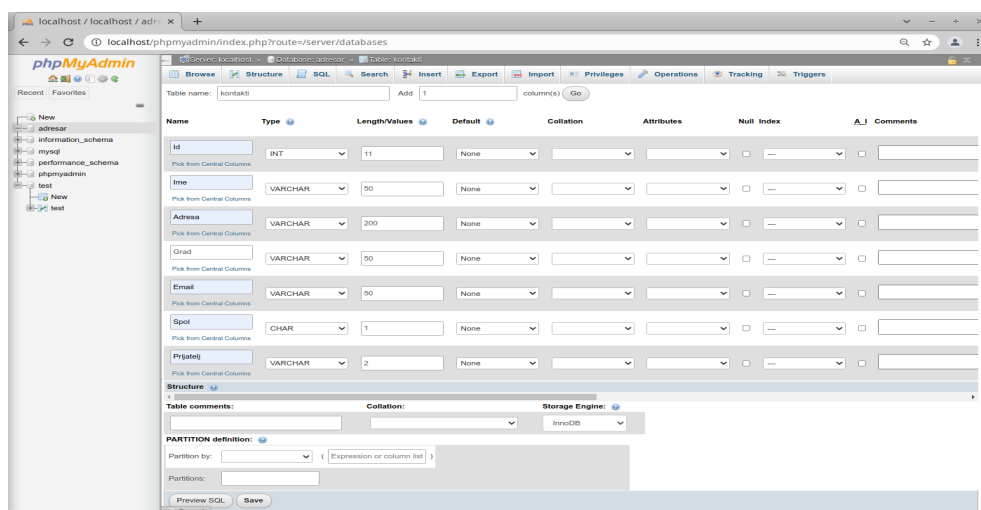 localhost / localhost / adre
localhost/phpmyadmin/index.php?route=/server/databases
phpMyAdmin
Recent Favorites
New
adresar
information_schema
mysql
performance_schema
phpmyadmin
test
New
test
Server: localhost » Database: adresar » Table: kontakti
Browse Structure SQL Search Insert Export Import Privileges Operations Tracking Triggers
Table name: kontakti Add 1 column(s) Go
Name Type Length/Values Default Collation Attributes Null Index A_I Comments
Id INT 11 None ---
Pick from Central Columns
Ime VARCHAR 50 None ---
Pick from Central Columns
Adresa VARCHAR 200 None ---
Pick from Central Columns
Grad VARCHAR 50 None ---
Pick from Central Columns
Email VARCHAR 50 None ---
Pick from Central Columns
Spol CHAR 1 None ---
Pick from Central Columns
Prijatelj VARCHAR 2 None ---
Pick from Central Columns
Structure
Table comments: Collation: Storage Engine:
InnoDB
PARTITION definition:
Partition by: ( Expression or column list )
Partitions:
Preview SQL Save